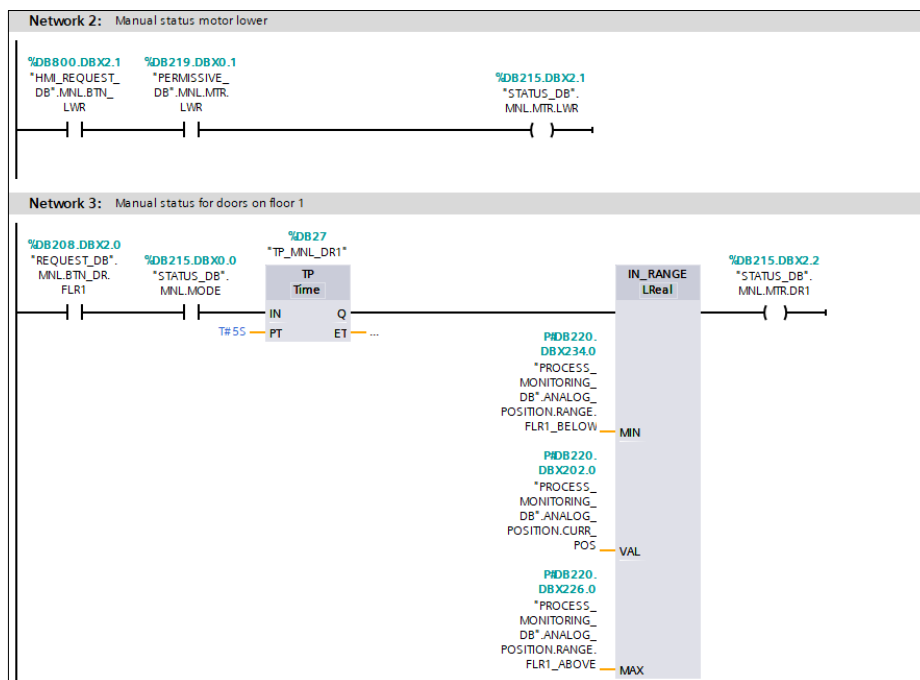 Network 2: Manual status motor lower
%DB800.DBX2.1
"HMI_REQUEST_
DB".MNL.BTN_
LWR
%DB219.DBX0.1
"PERMISSIVE_
DB".MNL.MTR.
LWR
%DB215.DBX2.1
"STATUS_DB".
MNL.MTR.LWR
Network 3: Manual status for doors on floor 1
%DB208.DBX2.0
"REQUEST_DB".
MNL.BTN_DR.
FLR1
%DB215.DBX0.0
"STATUS_DB".
MNL.MODE
%DB27
"TP_MNL_DR1"
TP
Time
IN Q
T#5S PT ET ...
IN_RANGE
LReal
%DB215.DBX2.2
"STATUS_DB".
MNL.MTR.DR1
P#DB220.
DBX234.0
"PROCESS_
MONITORING_
DB".ANALOG_
POSITION.RANGE.
FLR1_BELOW MIN
P#DB220.
DBX202.0
"PROCESS_
MONITORING_
DB".ANALOG_
POSITION.CURR_
POS VAL
P#DB220.
DBX226.0
"PROCESS_
MONITORING_
DB".ANALOG_
POSITION.RANGE.
FLR1_ABOVE MAX